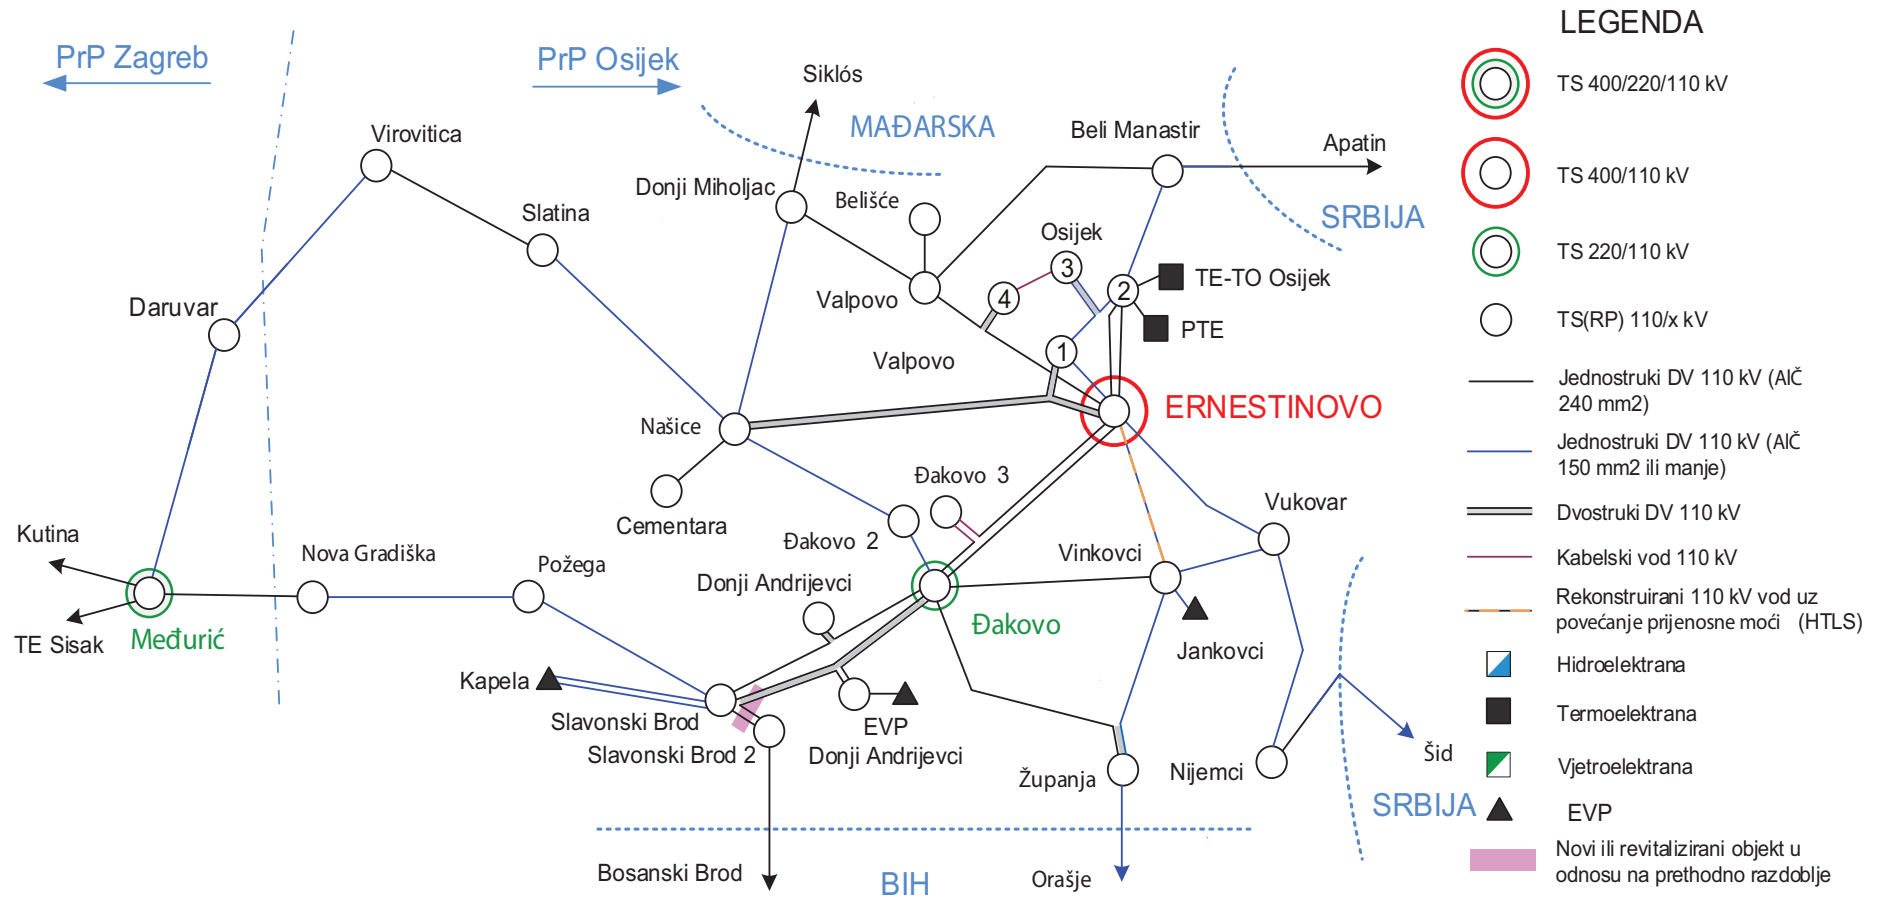 LEGENDA
PrP Zagreb
PrP Osijek
Siklós
TS 400/220/110 kV
MAĐARSKA
Virovitica
Beli Manastir
Apatin
TS 400/110 kV
Donji Miholjac
Belišće
Slatina
SRBIJA
Osijek
3
TE-TO Osijek
TS 220/110 kV
Daruvar
Valpovo
4
2
PTE
TS(RP) 110/x kV
Valpovo
1
Jednostruki DV 110 kV (AlČ
240 mm2)
ERNESTINOVO
Našice
Jednostruki DV 110 kV (AlČ
150 mm2 ili manje)
Đakovo 3
Vukovar
Cementara
Dvostruki DV 110 kV
Kutina
Đakovo 2
Nova Gradiška
Požega
Vinkovci
Kabelski vod 110 kV
Donji Andrijevci
Rekonstruirani 110 kV vod uz
povećanje prijenosne moći (HTLS)
TE Sisak
Međurić
Đakovo
Jankovci
Hidroelektrana
Kapela
Slavonski Brod
EVP
Donji Andrijevci
Termoelektrana
Slavonski Brod 2
Županja
Nijemci
Šid
Vjetroelektrana
SRBIJA
EVP
Bosanski Brod
BIH
Orašje
Novi ili revitalizirani objekt u
odnosu na prethodno razdoblje